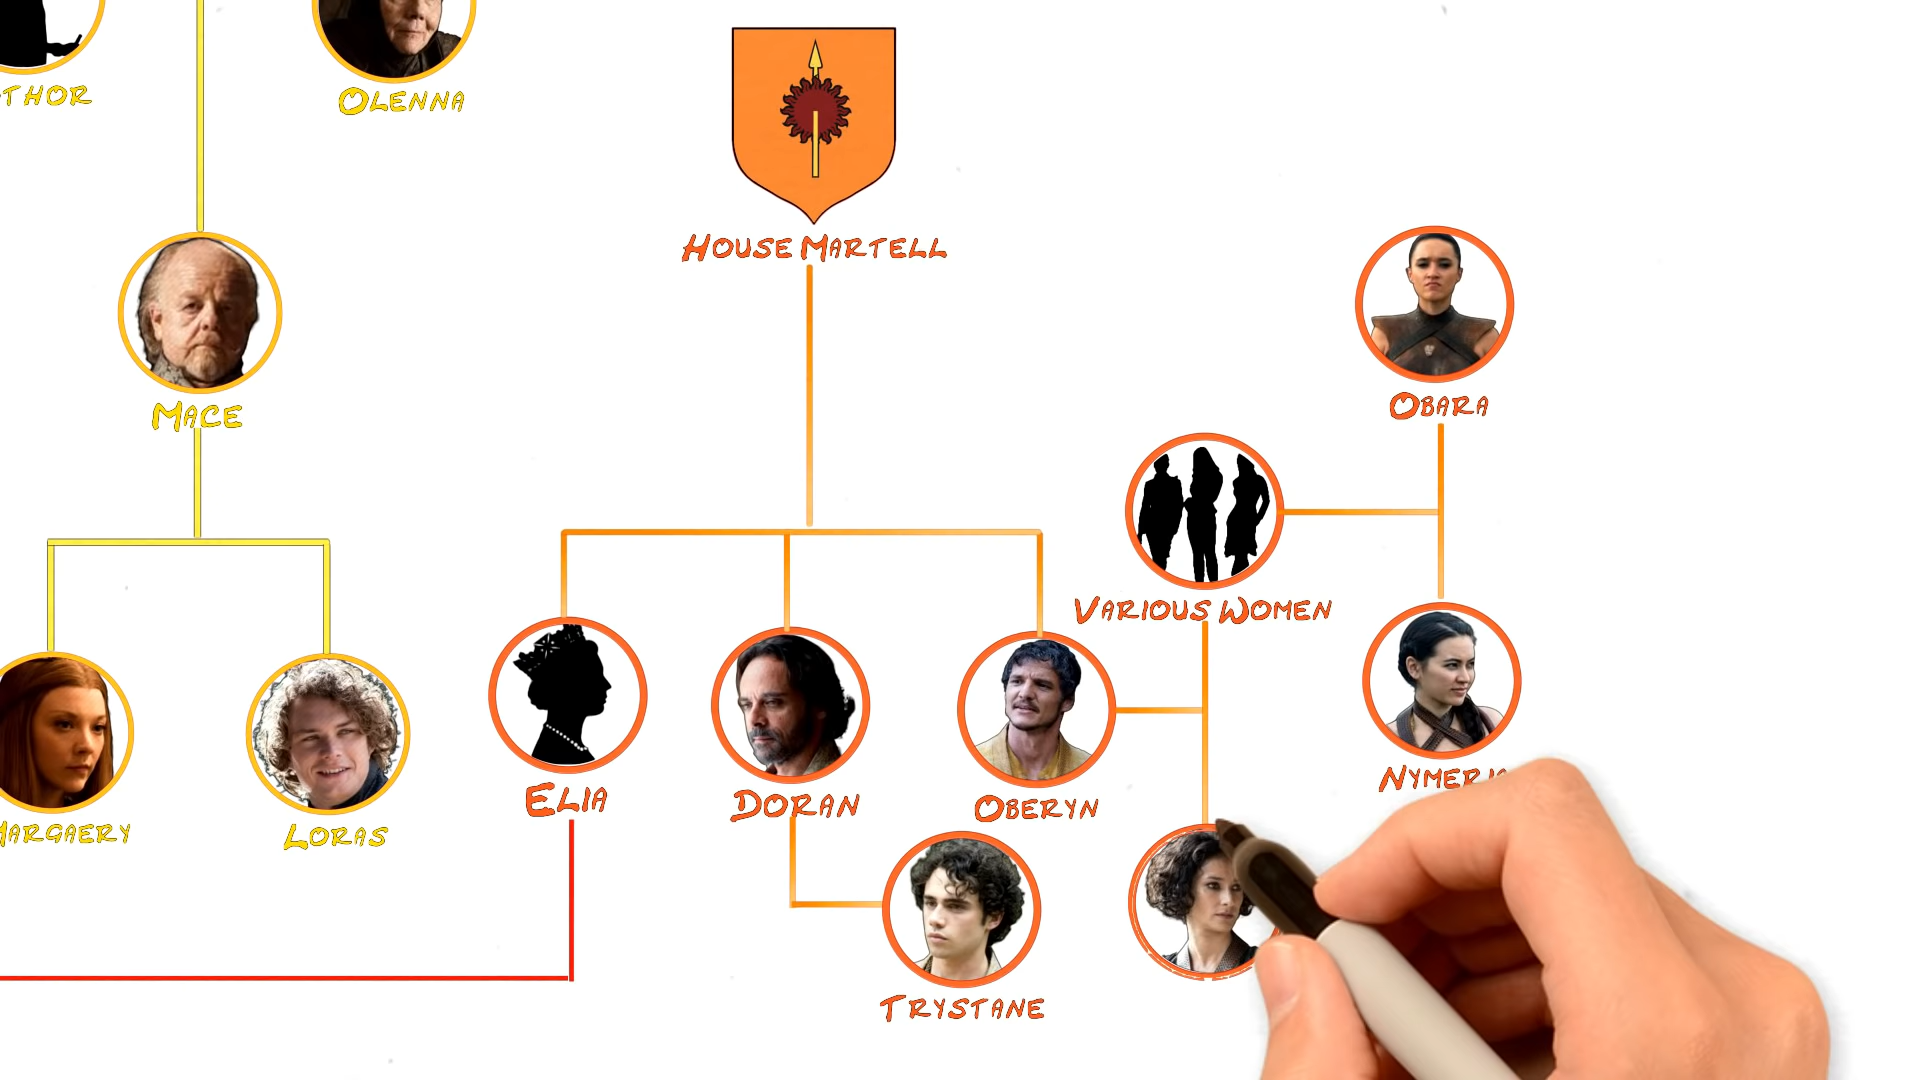 THOR
OLENNA
HOUSE MARTELL
MACE
OBARA
VARIOUS WOMEN
NYMERIA
ELIA
DORAN
OBERYN
MARGAERY
LORAS
TRYSTANE